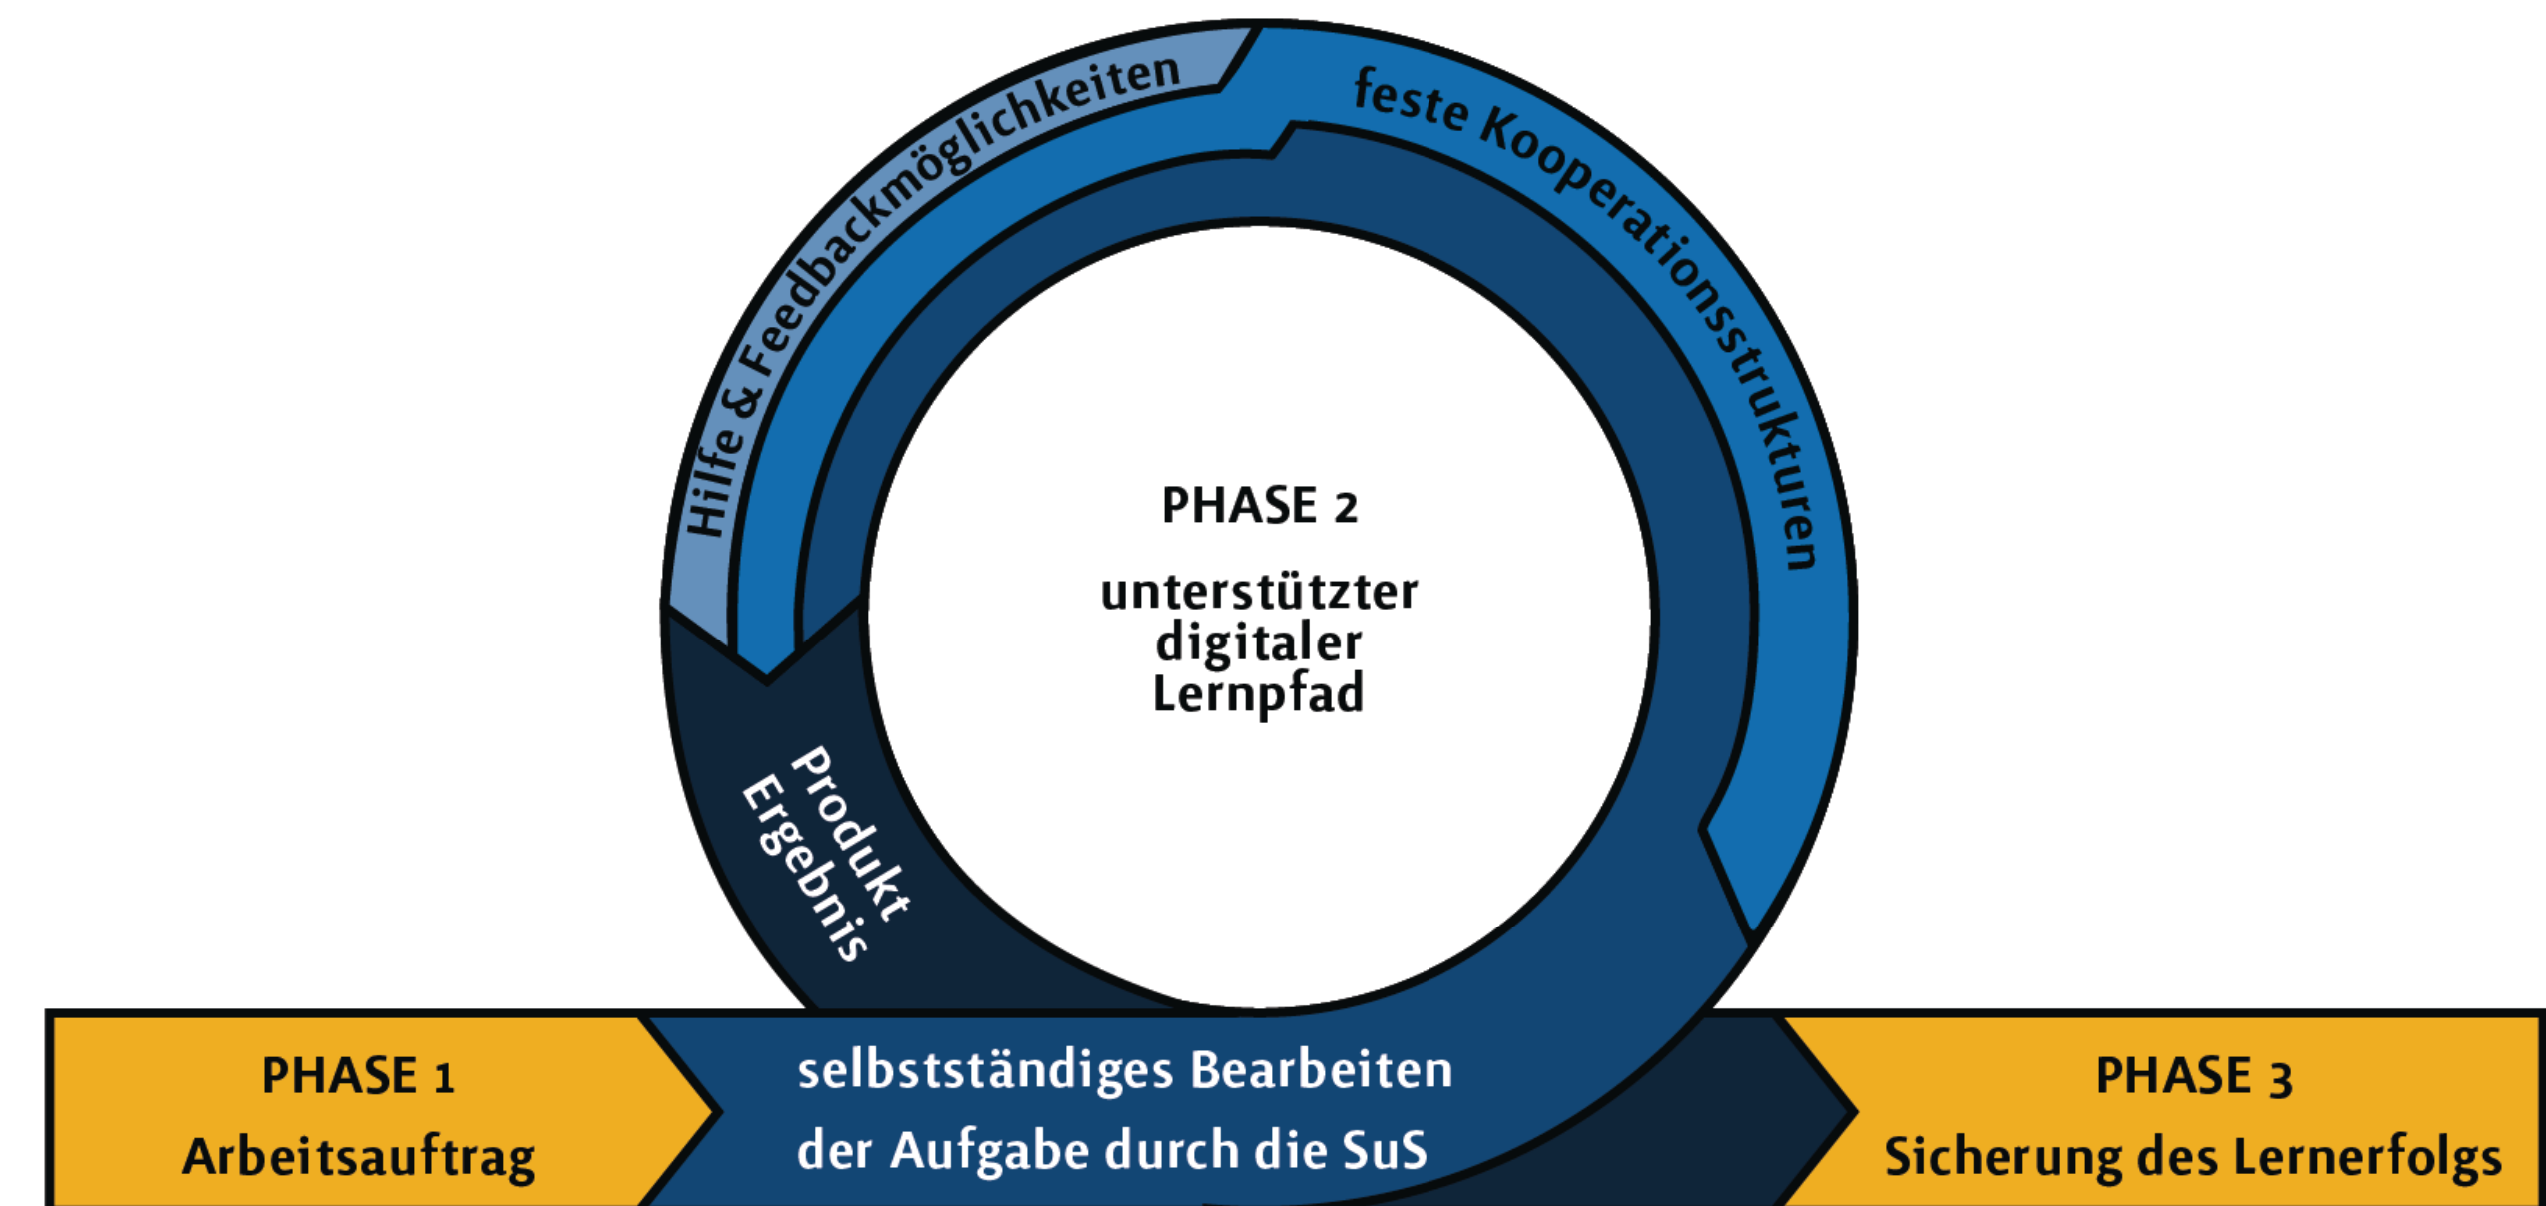 PHASE 1
Arbeitsauftrag
selbstständiges Bearbeiten
der Aufgabe durch die SuS
feste Kooperationsstrukturen
Hilfe & Feedbackmöglichkeiten
Produkt
Ergebnis
PHASE 2
unterstützter
digitaler
Lernpfad
PHASE 3
Sicherung des Lernerfolgs